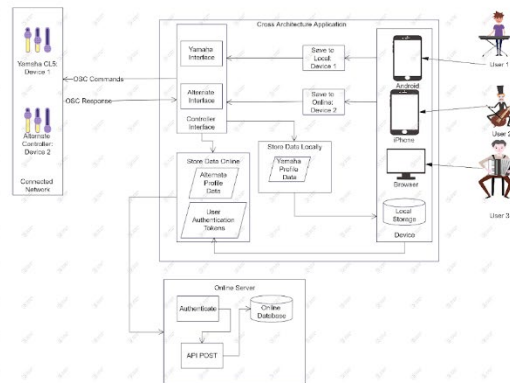 Cross Architecture Application
Yamaha CL5:
Device 1
OSC Commands
OSC Response
Alternate
Controller:
Device 2
Connected
Network
Yamaha
Interface
Alternate
Interface
Controller
Interface
Save to
Local:
Device 1
Save to
Online:
Device 2
Android
iPhone
Browser
Local
Storage
Device
User 1
User 2
User 3
Store Data Online
Alternate
Profile
Data
User
Authentication
Tokens
Store Data Locally
Yamaha
Profile
Data
Online Server
Authenticate
Online
Database
API POST